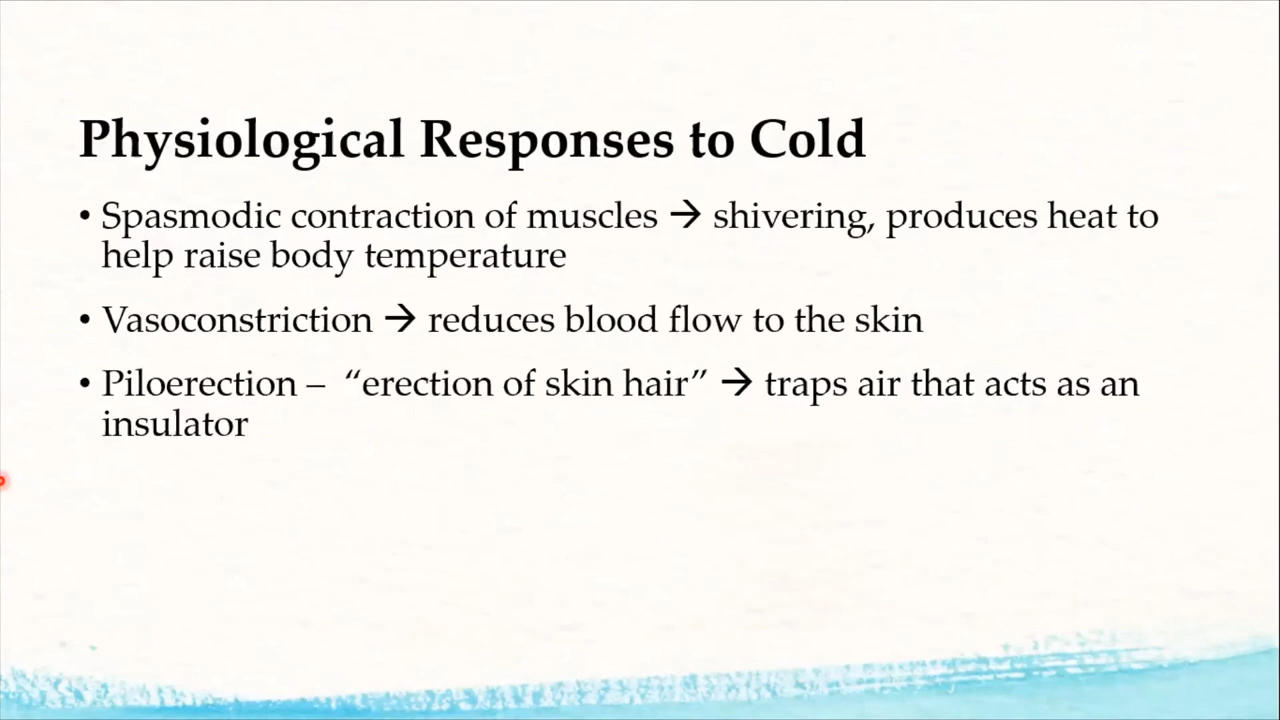 Physiological Responses to Cold
• Spasmodic contraction of muscles → shivering, produces heat to
help raise body temperature
• Vasoconstriction → reduces blood flow to the skin
• Piloerection – “erection of skin hair” → traps air that acts as an
insulator